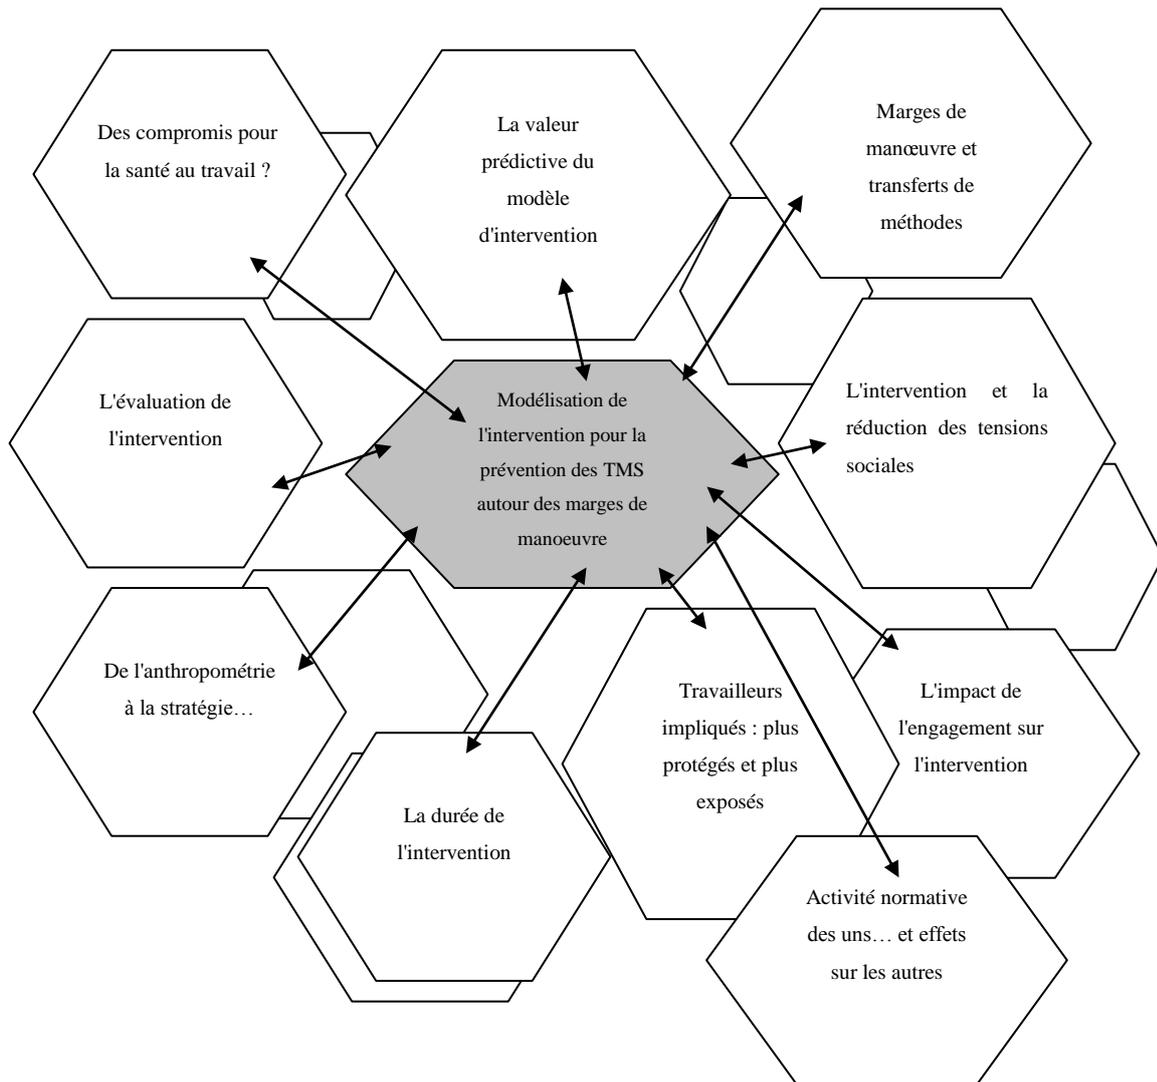 Des compromis pour
la santé au travail ?
La valeur
prédictive du
modèle
d'intervention
Marges de
manœuvre et
transferts de
méthodes
L'évaluation de
l'intervention
Modélisation de
l'intervention pour la
prévention des TMS
autour des marges de
manoeuvre
L'intervention et la
réduction des tensions
sociales
De l'anthropométrie
à la stratégie…
La durée de
l'intervention
Travailleurs
impliqués : plus
protégés et plus
exposés
L'impact de
l'engagement sur
l'intervention
Activité normative
des uns… et effets
sur les autres